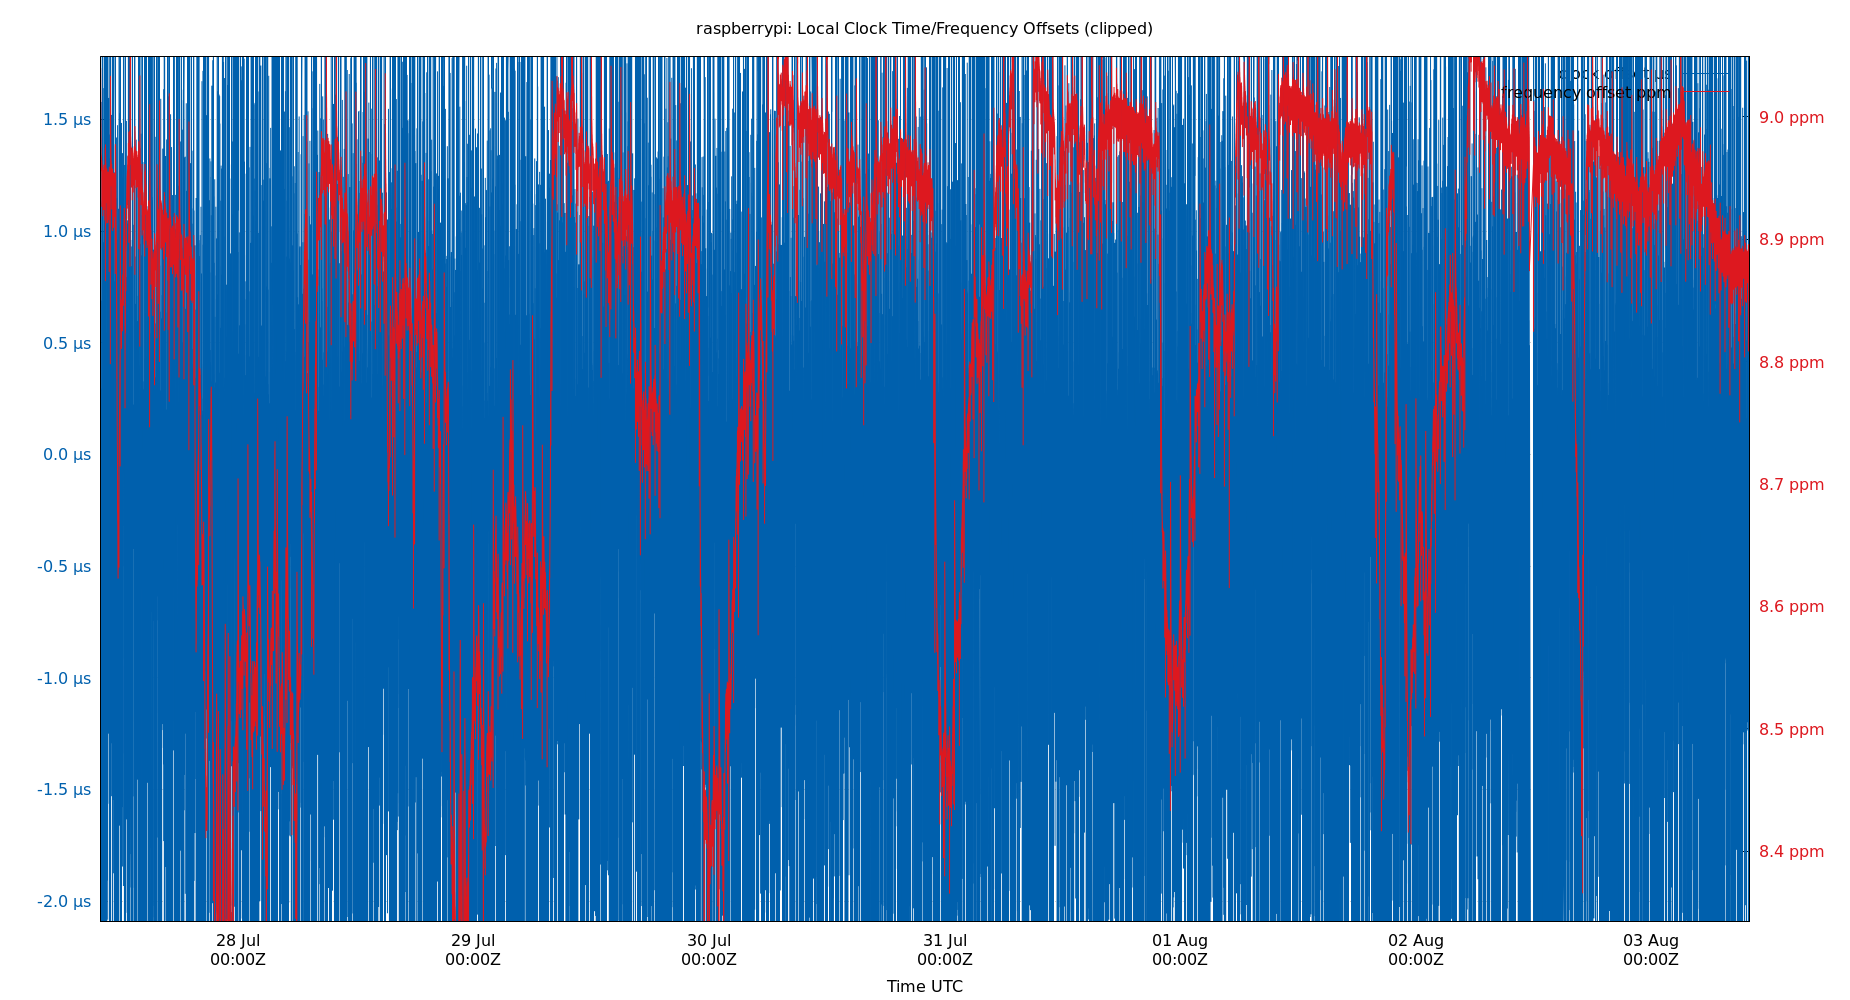 raspberrypi: Local Clock Time/Frequency Offsets (clipped)
clock offset µs
frequency offset ppm
1.5 µs
1.0 µs
0.5 µs
0.0 µs
-0.5 µs
-1.0 µs
-1.5 µs
-2.0 µs
9.0 ppm
8.9 ppm
8.8 ppm
8.7 ppm
8.6 ppm
8.5 ppm
8.4 ppm
28 Jul
00:00Z
29 Jul
00:00Z
30 Jul
00:00Z
31 Jul
00:00Z
01 Aug
00:00Z
02 Aug
00:00Z
03 Aug
00:00Z
Time UTC